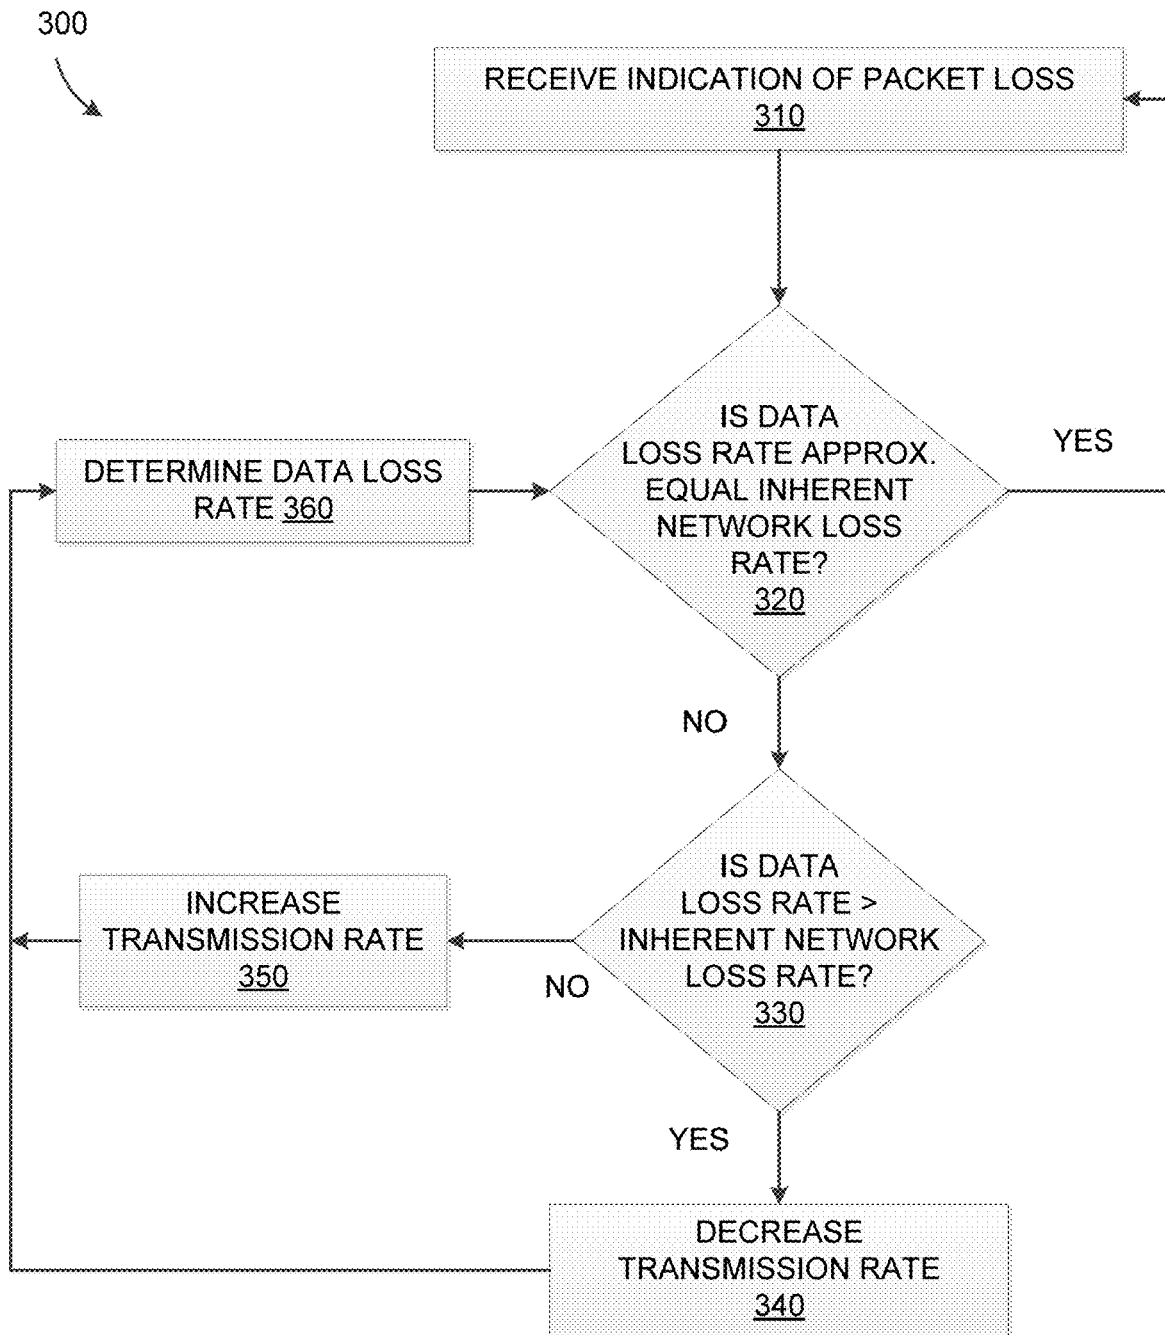 300
RECEIVE INDICATION OF PACKET LOSS
310
IS DATA
LOSS RATE APPROX.
EQUAL INHERENT
NETWORK LOSS
RATE?
320
YES
DETERMINE DATA LOSS
RATE 360
NO
IS DATA
LOSS RATE >
INHERENT NETWORK
LOSS RATE?
330
INCREASE
TRANSMISSION RATE
350
NO
YES
DECREASE
TRANSMISSION RATE
340